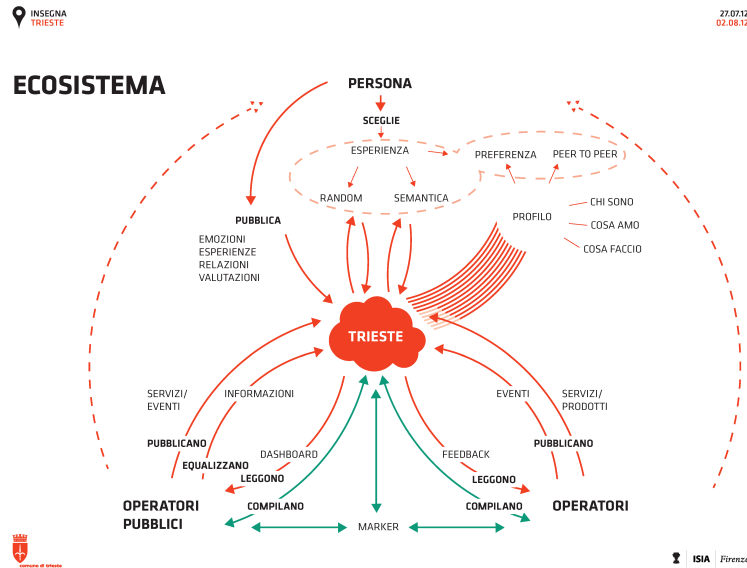 INSEGNA
TRIESTE
27.07.12
02.08.12
ECOSISTEMA
PERSONA
SCEGLIE
ESPERIENZA
PREFERENZA
PEER TO PEER
RANDOM
SEMANTICA
CHI SONO
PROFILO
PUBBLICA
COSA AMO
EMOZIONI
ESPERIENZE
RELAZIONI
VALUTAZIONI
COSA FACCIO
TRIESTE
SERVIZI/
EVENTI
INFORMAZIONI
EVENTI
SERVIZI/
PRODOTTI
PUBBLICANO
PUBBLICANO
EQUALIZZANO
DASHBOARD
FEEDBACK
LEGGONO
LEGGONO
OPERATORI
PUBBLICI
COMPILANO
COMPILANO
OPERATORI
MARKER
comune di trieste
ISIA
Firenze